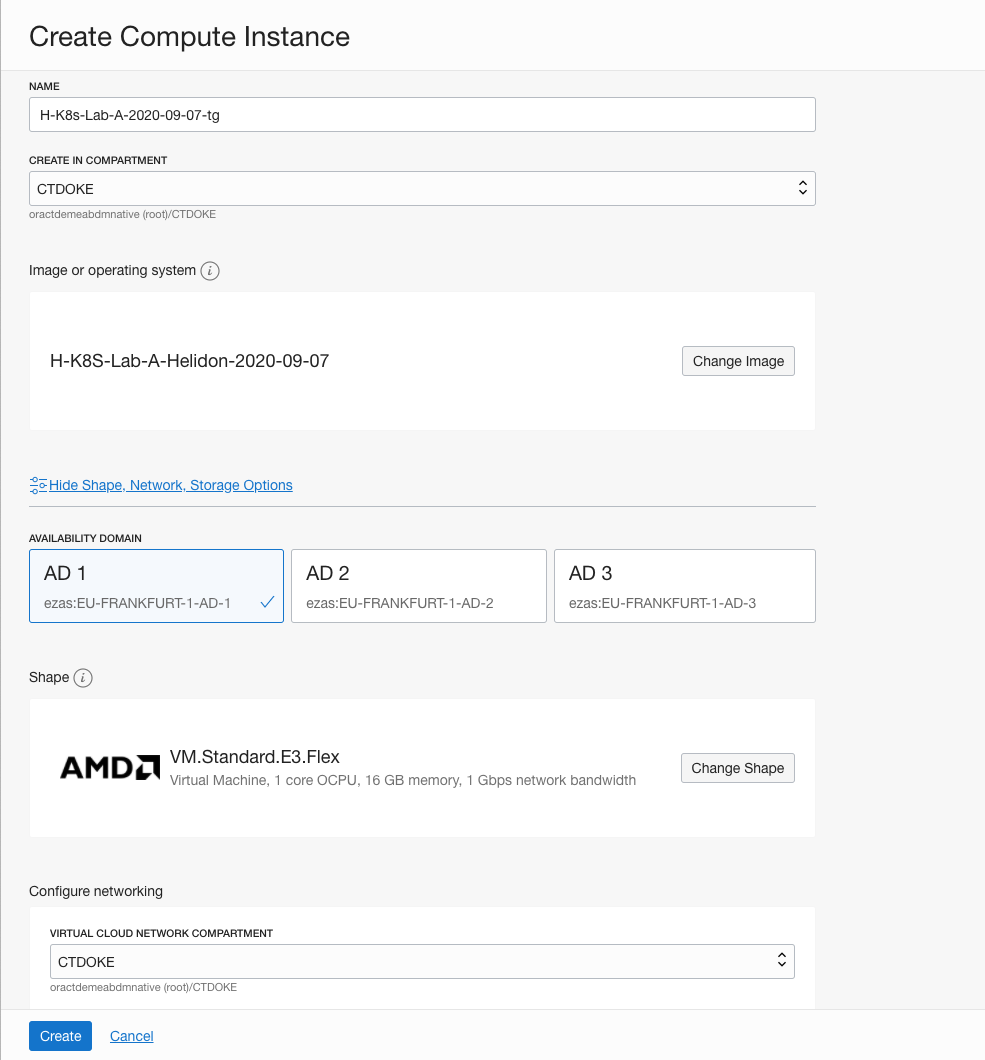 Create Compute Instance
NAME
H-K8s-Lab-A-2020-09-07-tg
CREATE IN COMPARTMENT
CTDOKE
oractdemeabdmnative (root)/CTDOKE
Image or operating system i
H-K8S-Lab-A-Helidon-2020-09-07
Change Image
Hide Shape, Network, Storage Options
AVAILABILITY DOMAIN
AD 1
ezas:EU-FRANKFURT-1-AD-1
AD 2
ezas:EU-FRANKFURT-1-AD-2
AD 3
ezas:EU-FRANKFURT-1-AD-3
Shape i
AMD
VM.Standard.E3.Flex
Virtual Machine, 1 core OCPU, 16 GB memory, 1 Gbps network bandwidth
Change Shape
Configure networking
VIRTUAL CLOUD NETWORK COMPARTMENT
CTDOKE
oractdemeabdmnative (root)/CTDOKE
Create
Cancel